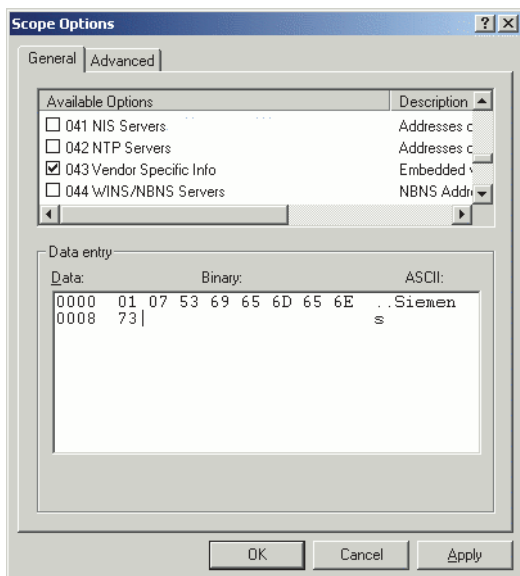 Scope Options
General Advanced
Available Options Description
041 NIS Servers Addresses c
042 NTP Servers Addresses c
043 Vendor Specific Info Embedded v
044 WINS/NBNS Servers NBNS Addre
Data entry
Data: Binary: ASCII:
0000 01 07 53 69 65 6D 65 6E ..Siemen
0008 73 s
OK Cancel Apply